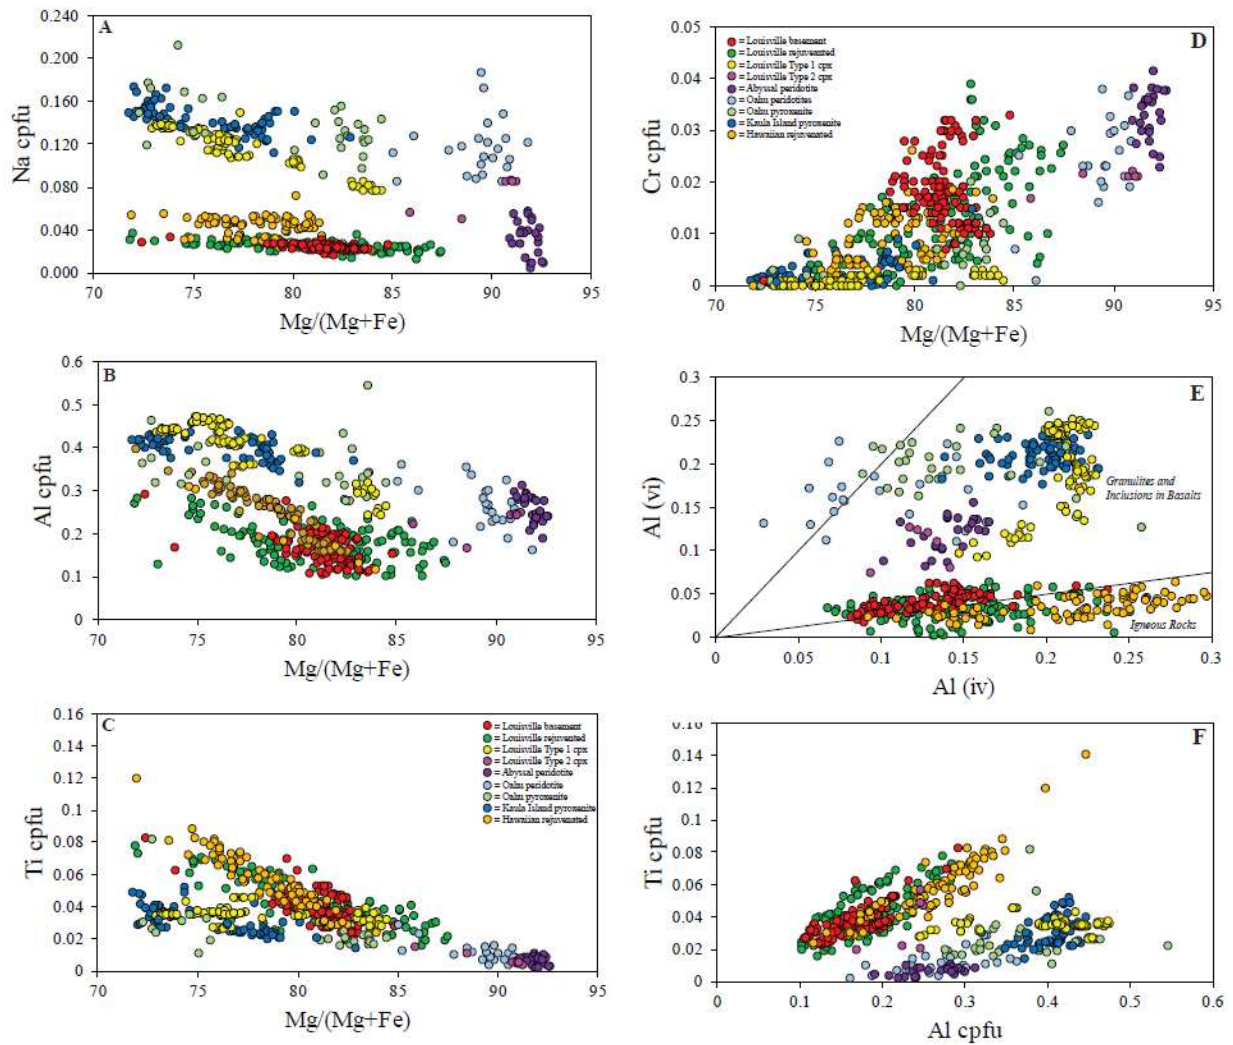 A
0.240
0.200
0.160
0.120
0.080
0.040
0.000
Na cpfu
70 75 80 85 90 95
Mg/(Mg+Fe)
D
0.05
0.04
0.03
0.02
0.01
0
Cr cpfu
= Louisville basement
= Louisville rejuvenated
= Louisville Type 1 cpx
= Louisville Type 2 cpx
= Abyssal peridotite
= Oahu peridotites
= Oahu pyroxenite
= Kaula Island pyroxenite
= Hawaiian rejuvenated
70 75 80 85 90 95
Mg/(Mg+Fe)
B
0.6
0.5
0.4
0.3
0.2
0.1
0
Al cpfu
70 75 80 85 90 95
Mg/(Mg+Fe)
E
0.3
0.25
0.2
0.15
0.1
0.05
0
Al (vi)
Granulites and
Inclusions in Basalts
Igneous Rocks
0 0.05 0.1 0.15 0.2 0.25 0.3
Al (iv)
C
0.16
0.14
0.12
0.1
0.08
0.06
0.04
0.02
0
Ti cpfu
= Louisville basement
= Louisville rejuvented
= Louisville Type 1 cpx
= Louisville Type 2 cpx
= Abyssal peridotite
= Oahu peridotite
= Oahu pyroxenite
= Kaula Island pyroxenite
= Hawaiian rejuvenated
70 75 80 85 90 95
Mg/(Mg+Fe)
F
0.16
0.14
0.12
0.1
0.08
0.06
0.04
0.02
0
Ti cpfu
0 0.1 0.2 0.3 0.4 0.5 0.6
Al cpfu